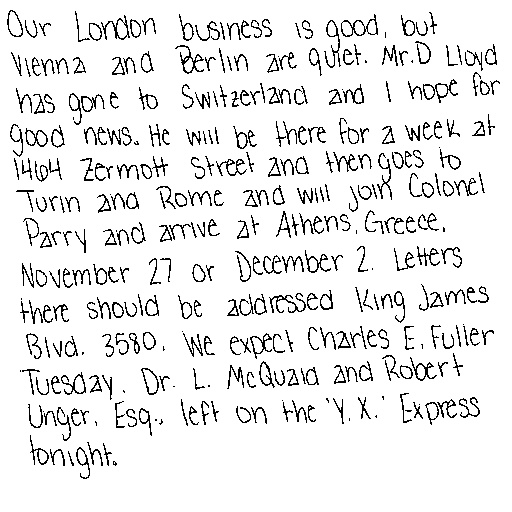 Our London business is good, but
Vienna and Berlin are quiet. Mr. D Lloyd
has gone to Switzerland and I hope for
good news. He will be there for a week at
1464 Zermott Street and then goes to
Turin and Rome and will join Colonel
Parry and arrive at Athens, Greece,
November 27 or December 2. Letters
there should be addressed King James
Blvd. 3580. We expect Charles E. Fuller
Tuesday. Dr. L. McQuaid and Robert
Unger, Esq., left on the 'Y.X.' Express
tonight.